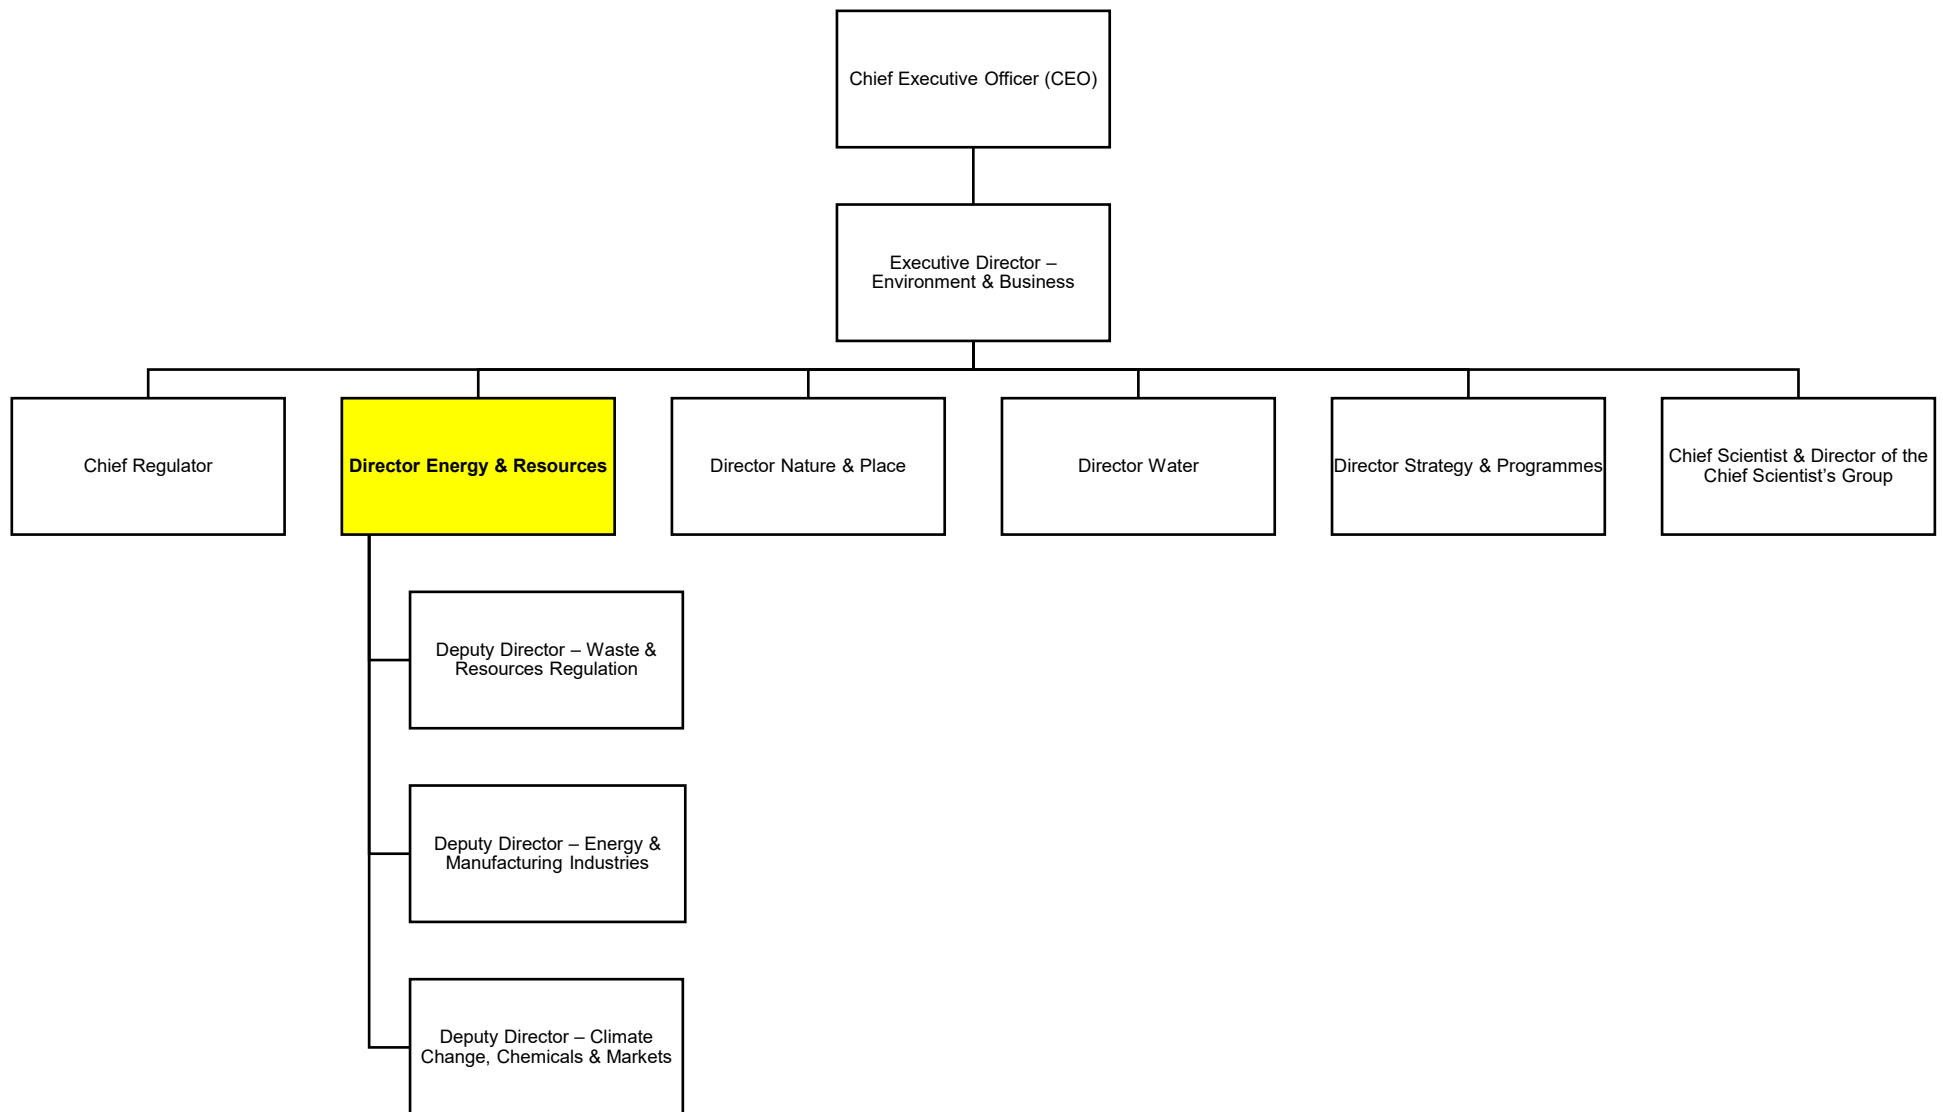 Chief Executive Officer (CEO)
Executive Director –
Environment & Business
Chief Regulator
Director Energy & Resources
Director Nature & Place
Director Water
Director Strategy & Programmes
Chief Scientist & Director of the
Chief Scientist’s Group
Deputy Director – Waste &
Resources Regulation
Deputy Director – Energy &
Manufacturing Industries
Deputy Director – Climate
Change, Chemicals & Markets